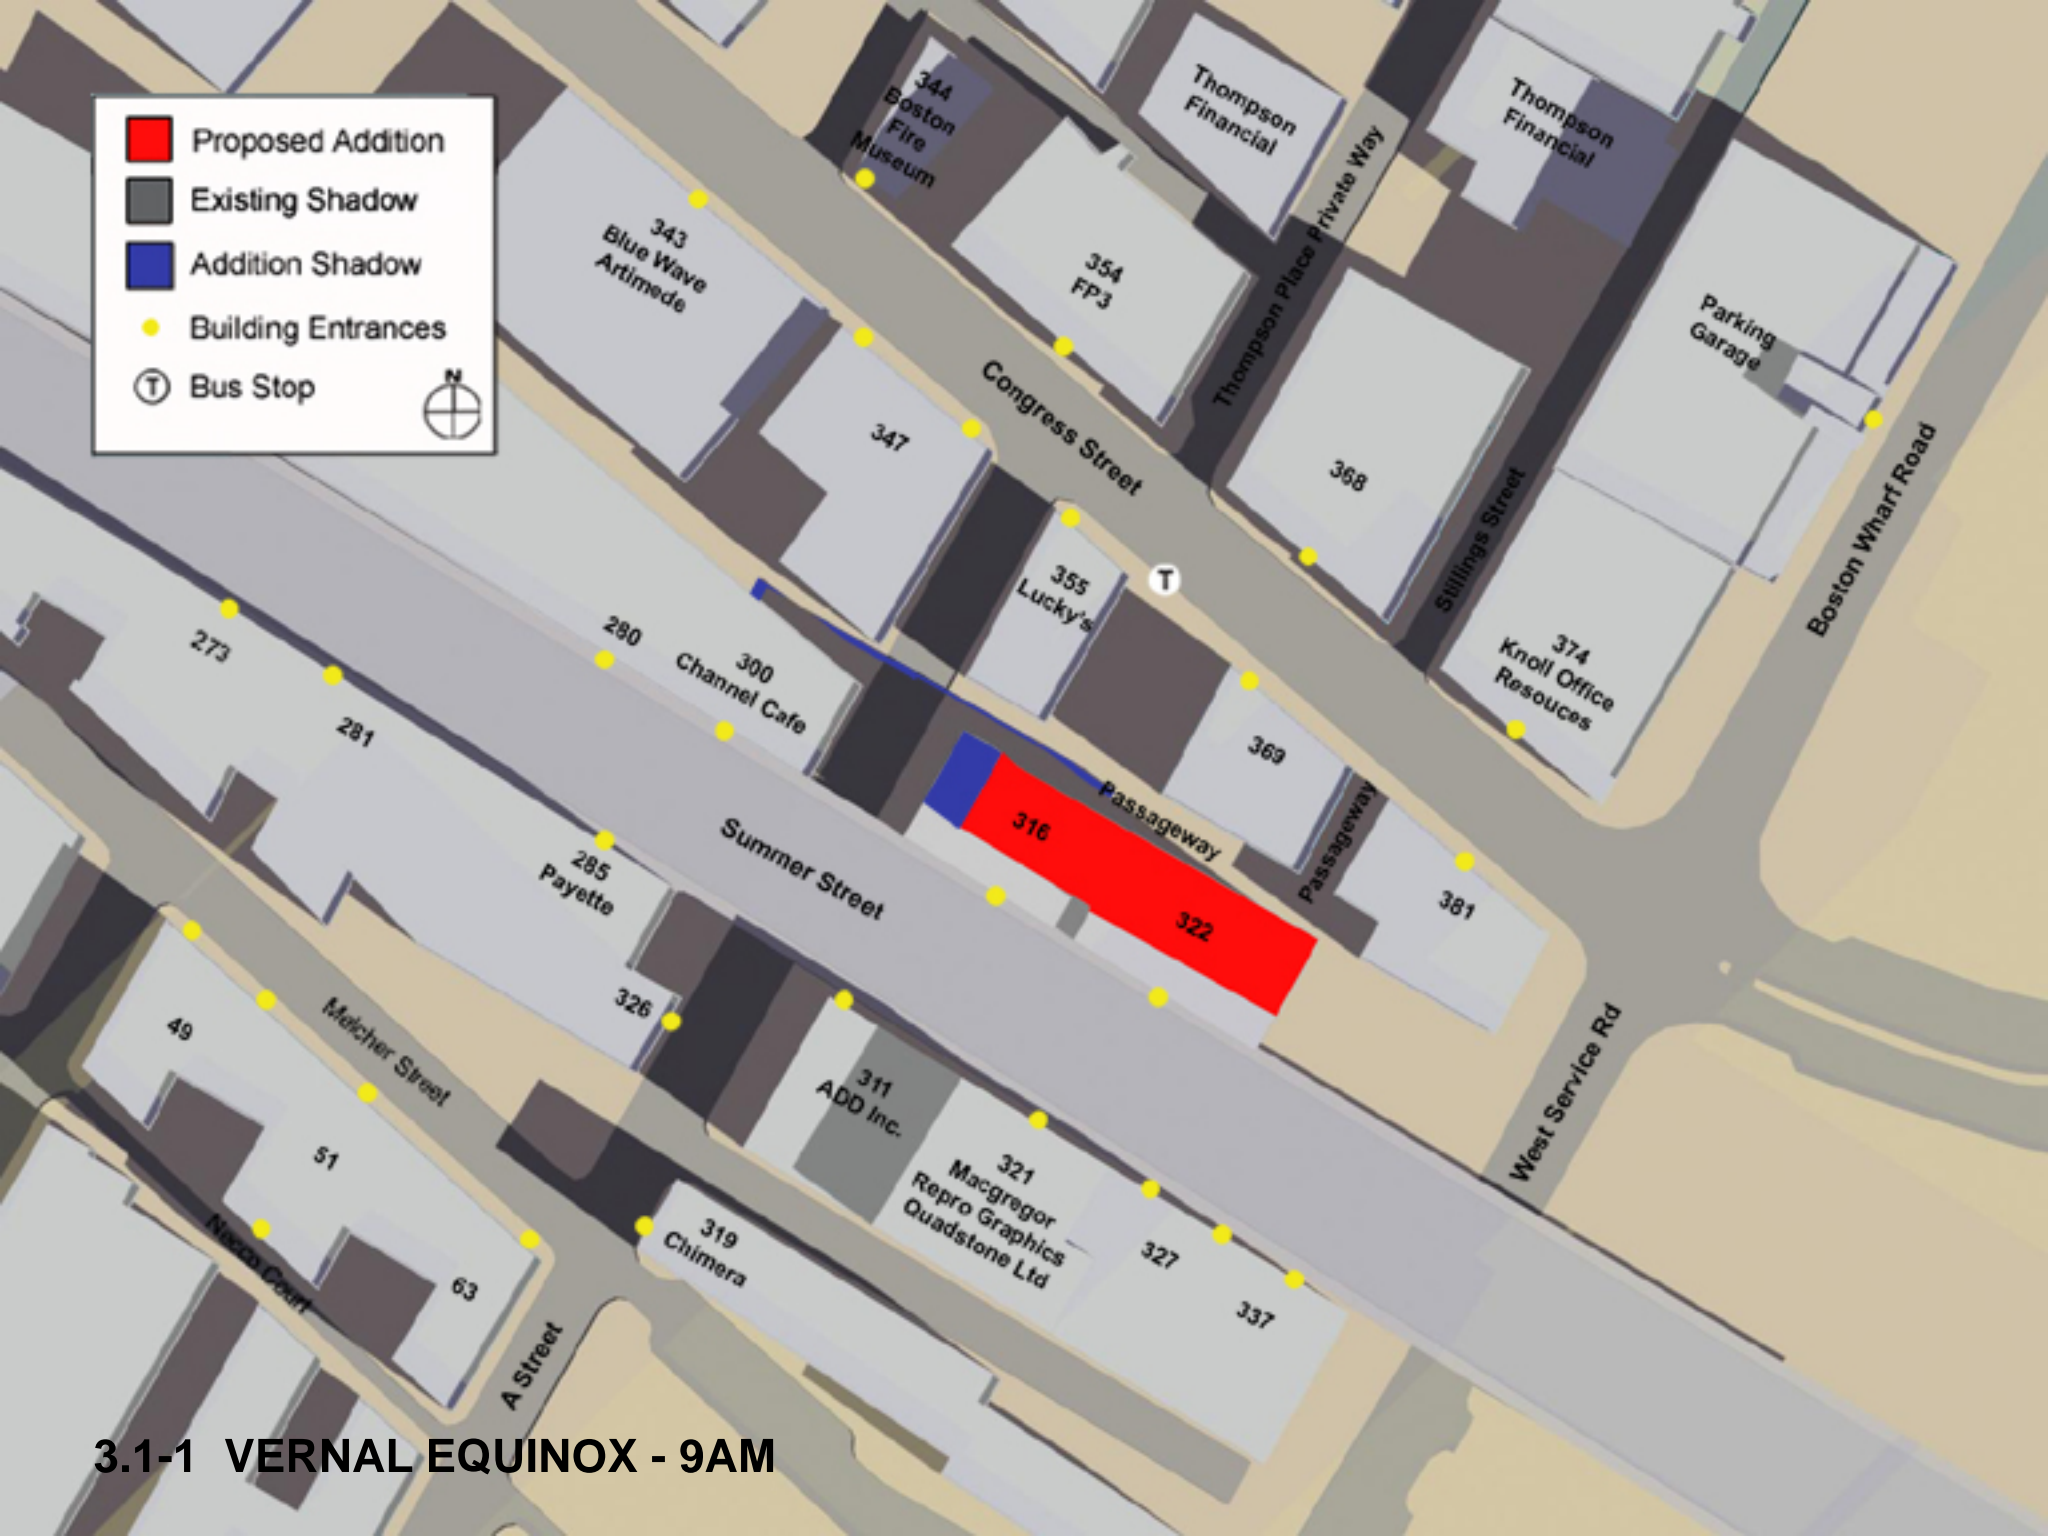 Proposed Addition
Existing Shadow
Addition Shadow
Building Entrances
T Bus Stop
N
344
Boston
Fire
Museum
Thompson
Financial
Thompson
Financial
Thompson Place Private Way
343
Blue Wave
Artimede
354
FP3
Parking
Garage
347
Congress Street
368
Stillings Street
Boston Wharf Road
355
Lucky's
T
280
300
Channel Cafe
273
281
374
Knoll Office
Resouces
369
Passageway
Passageway
316
322
381
Summer Street
285
Payette
326
49
Melcher Street
311
ADD Inc.
West Service Rd
51
321
Macgregor
Repro Graphics
Quadstone Ltd
327
337
319
Chimera
Necco Court
63
A Street
3.1-1 VERNAL EQUINOX - 9AM